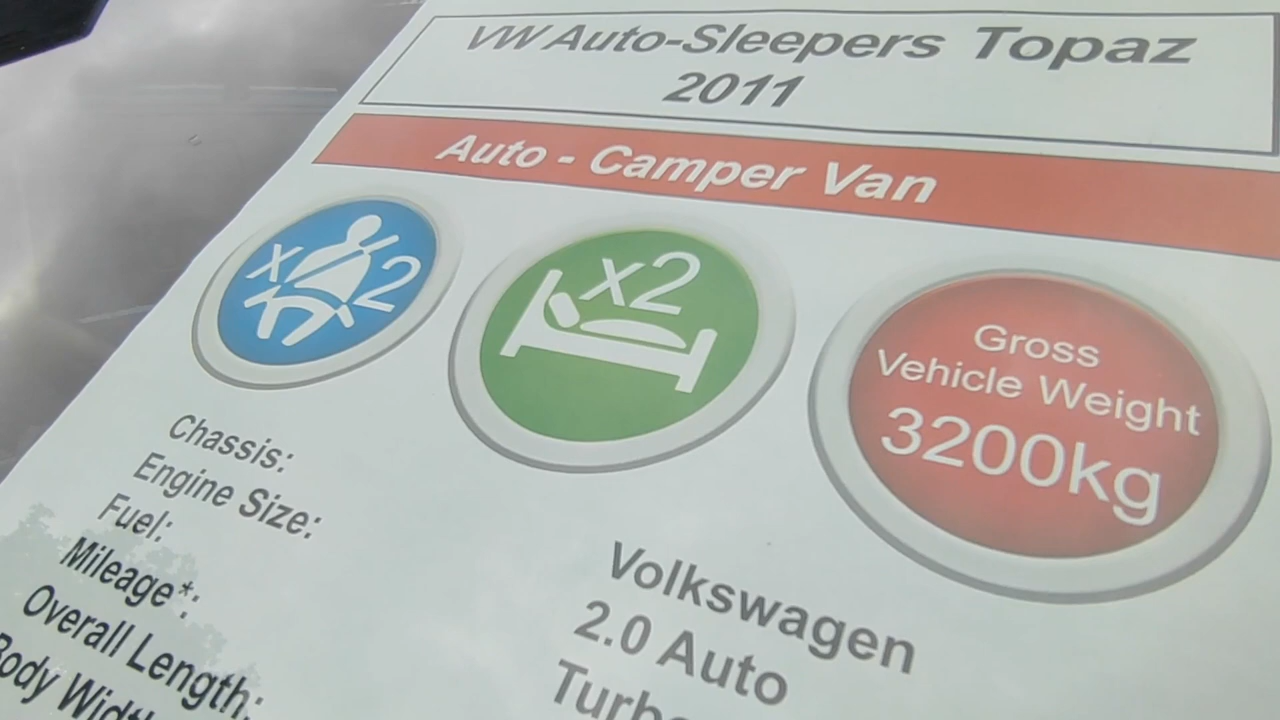 VW Auto-Sleepers Topaz
2011
Auto - Camper Van
x 2
x2
Gross
Vehicle Weight
3200kg
Chassis:
Volkswagen
Engine Size:
2.0 Auto
Fuel:
Mileage*:
Overall Length: